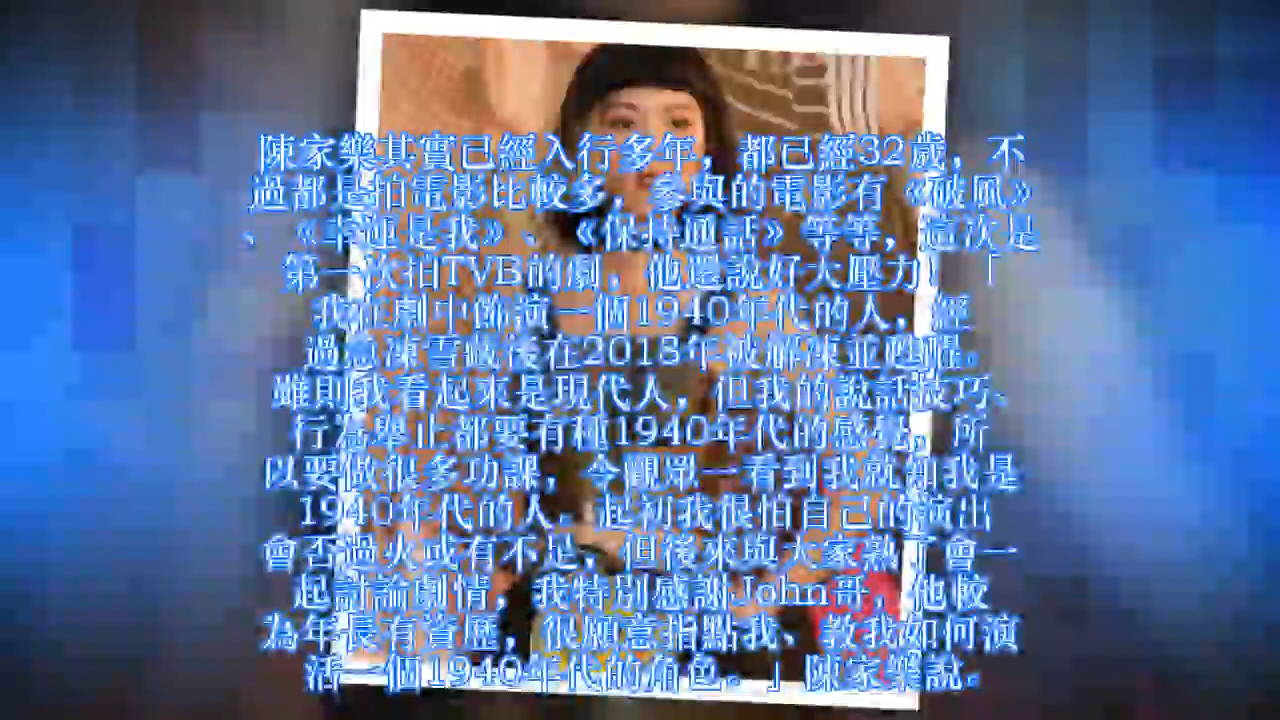 陳家樂其實己經入行多年，都己經32歲，不
過都是拍電影比較多，參與的電影有《破風》
、《幸運是我》、《保持通話》等等，這次是
第一次拍TVB的劇，他還說好大壓力！「
我在劇中飾演一個1940年代的人，經
過急凍雪藏後在2018年被解凍並甦醒。
雖則我看起來是現代人，但我的說話技巧、
行為舉止都要有種1940年代的感覺，所
以要做很多功課，令觀眾一看到我就知我是
1940年代的人。起初我很怕自己的演出
會否過火或有不足，但後來與大家熟了會一
起討論劇情，我特別感謝John哥，他較
為年長有資歷，很願意指點我、教我如何演
活一個1940年代的角色。」陳家樂說。